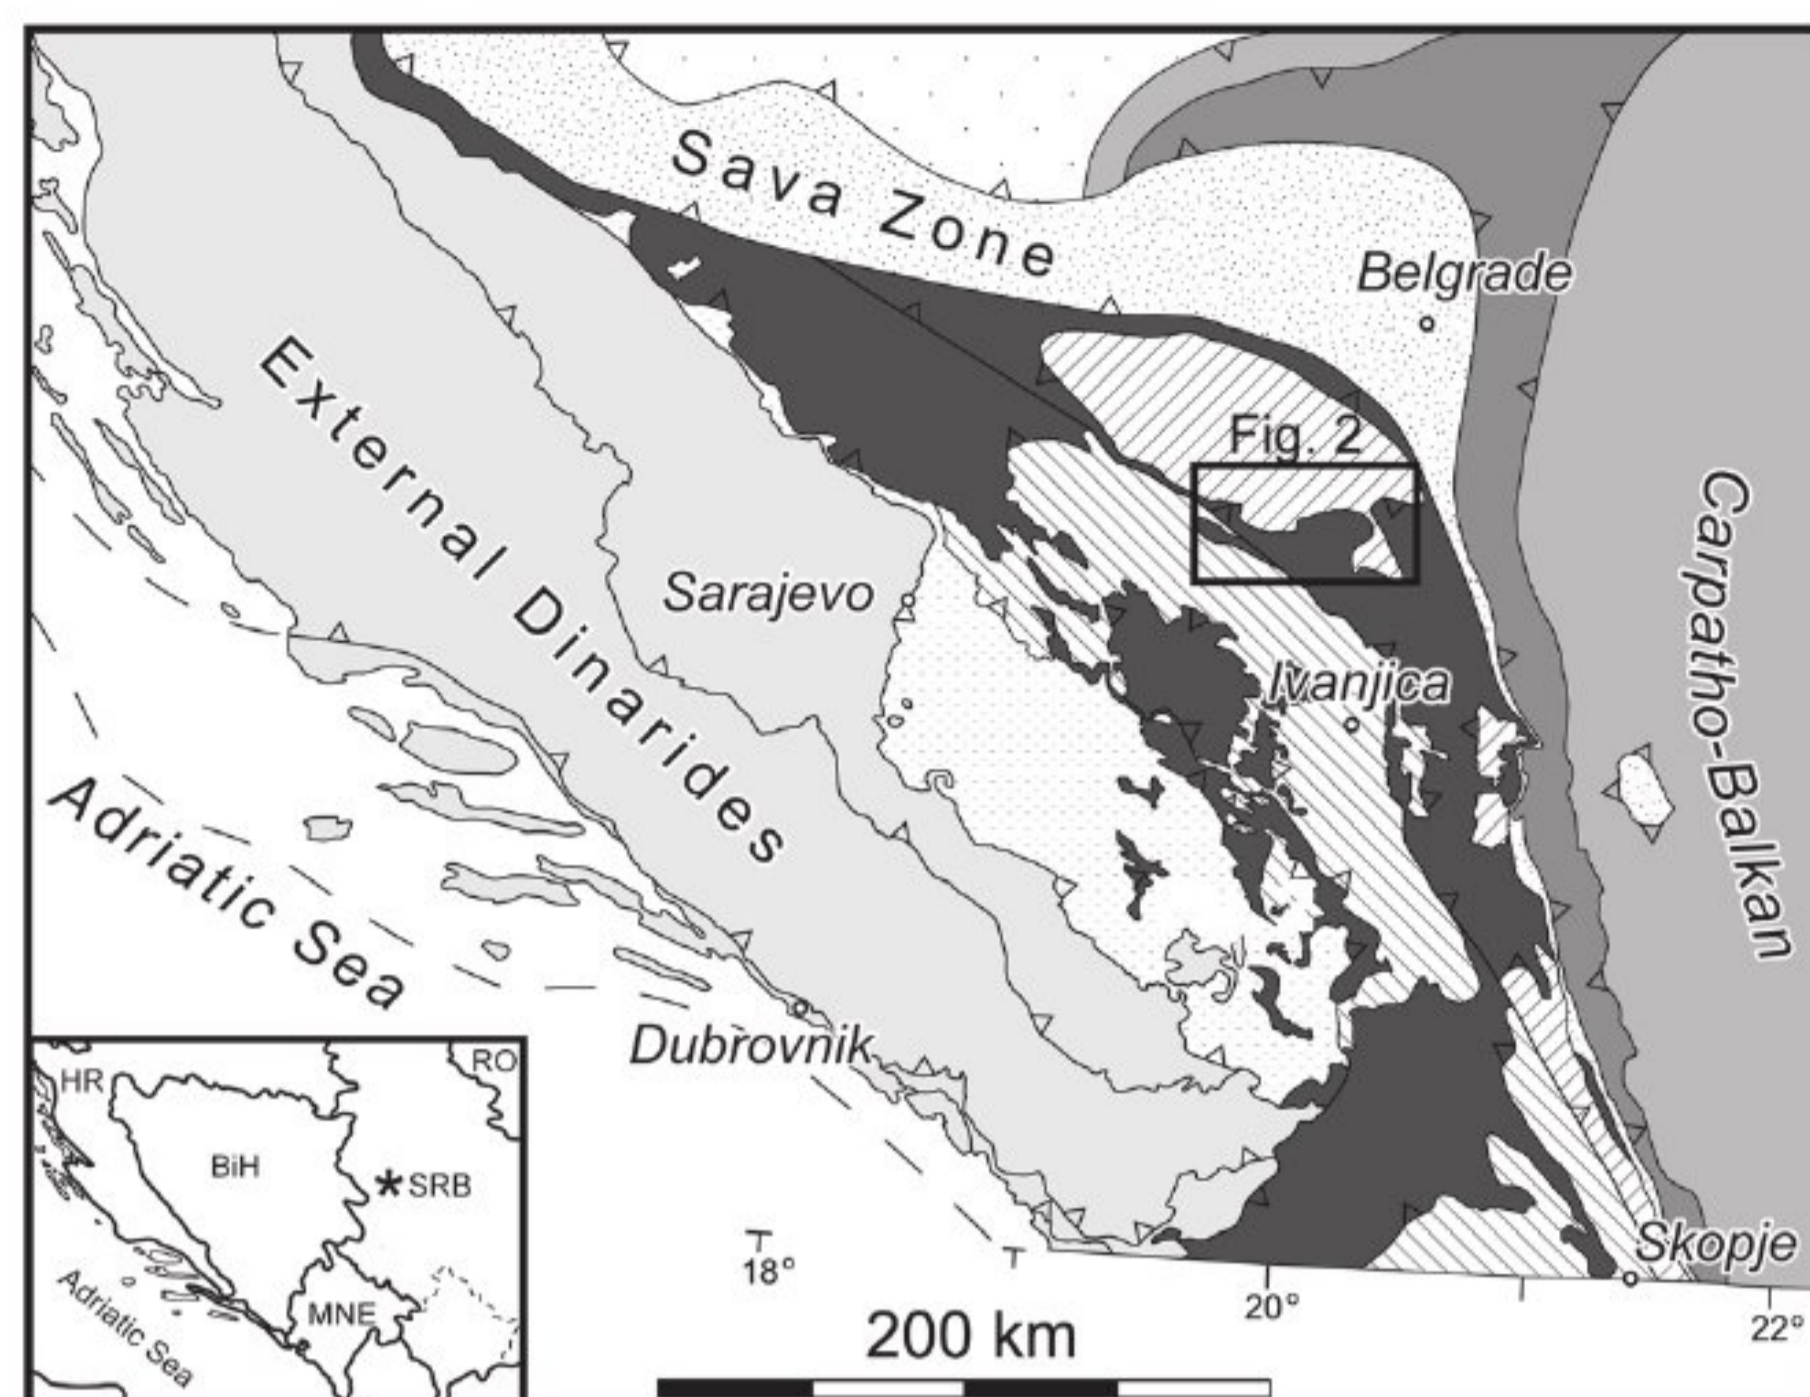 Sava Zone
Belgrade
External Dinarides
Fig. 2
Carpatho-Balkan
Sarajevo
Ivanjica
Adriatic Sea
Dubrovnik
HR
RO
BiH
*SRB
MNE
Adriatic Sea
Skopje
18°
20°
22°
200 km